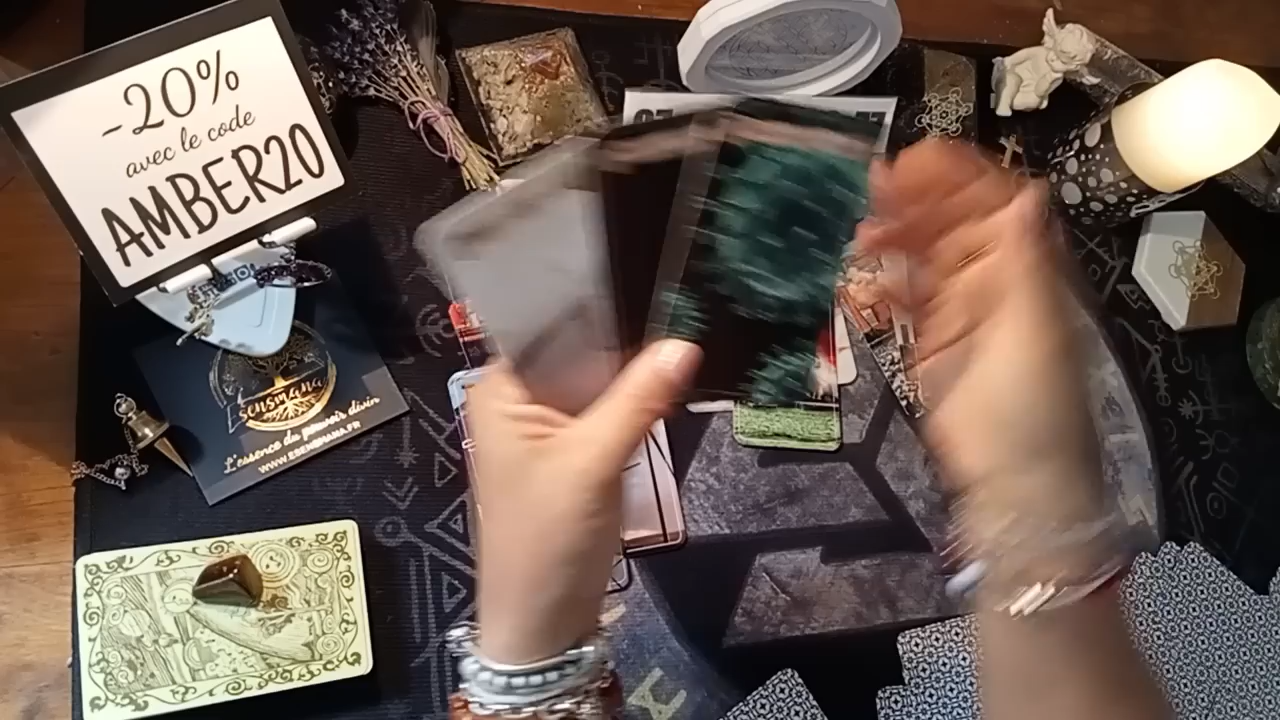 -20%
avec le code
AMBER20
sensmana
L'essence du pouvoir divin
WWW.ESENSMANA.FR